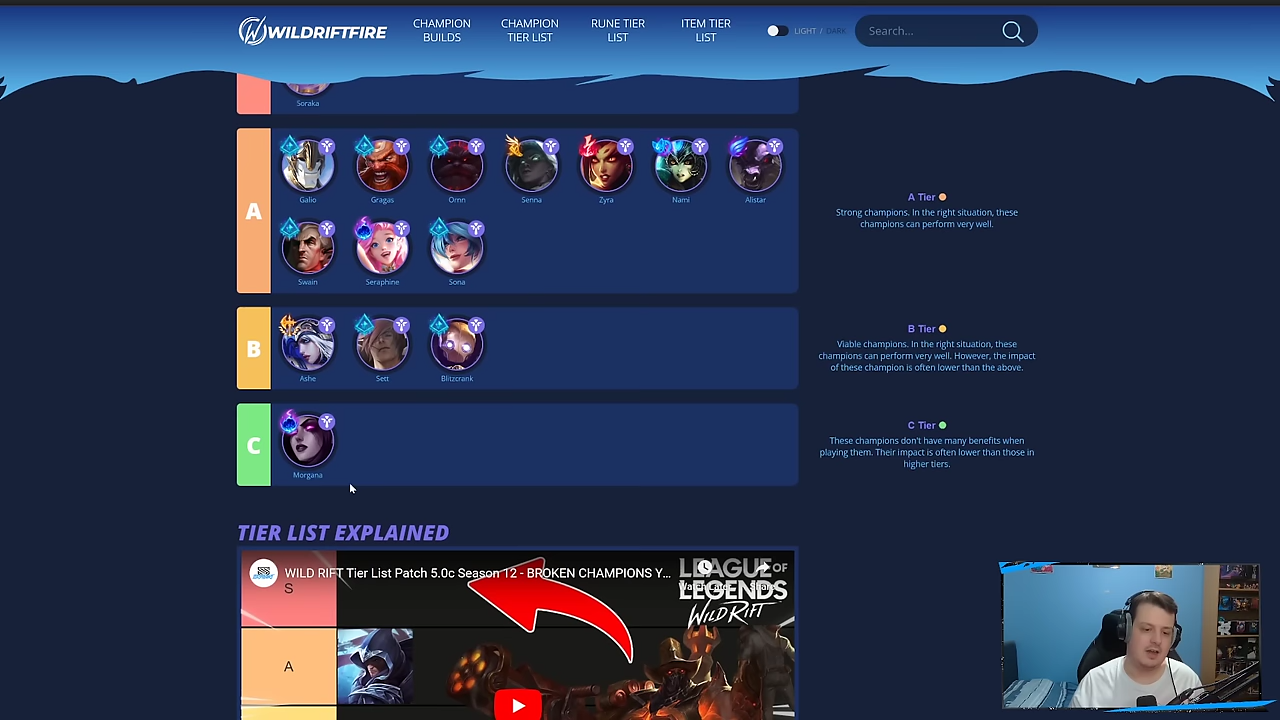 WILDRIFTFIRE
CHAMPION
BUILDS
CHAMPION
TIER LIST
RUNE TIER
LIST
ITEM TIER
LIST
LIGHT / DARK
Search...
Soraka
A
Galio
Gragas
Ornn
Senna
Zyra
Nami
Alistar
Swain
Seraphine
Sona
A Tier
Strong champions. In the right situation, these
champions can perform very well.
B
Ashe
Sett
Blitzcrank
B Tier
Viable champions. In the right situation, these
champions can perform very well. However, the impact
of these champion is often lower than the above.
C
Morgana
C Tier
These champions don't have many benefits when
playing them. Their impact is often lower than those in
higher tiers.
TIER LIST EXPLAINED
WILD RIFT Tier List Patch 5.0c Season 12 - BROKEN CHAMPIONS Y...
LEAGUE OF
LEGENDS
WILD RIFT
S
A